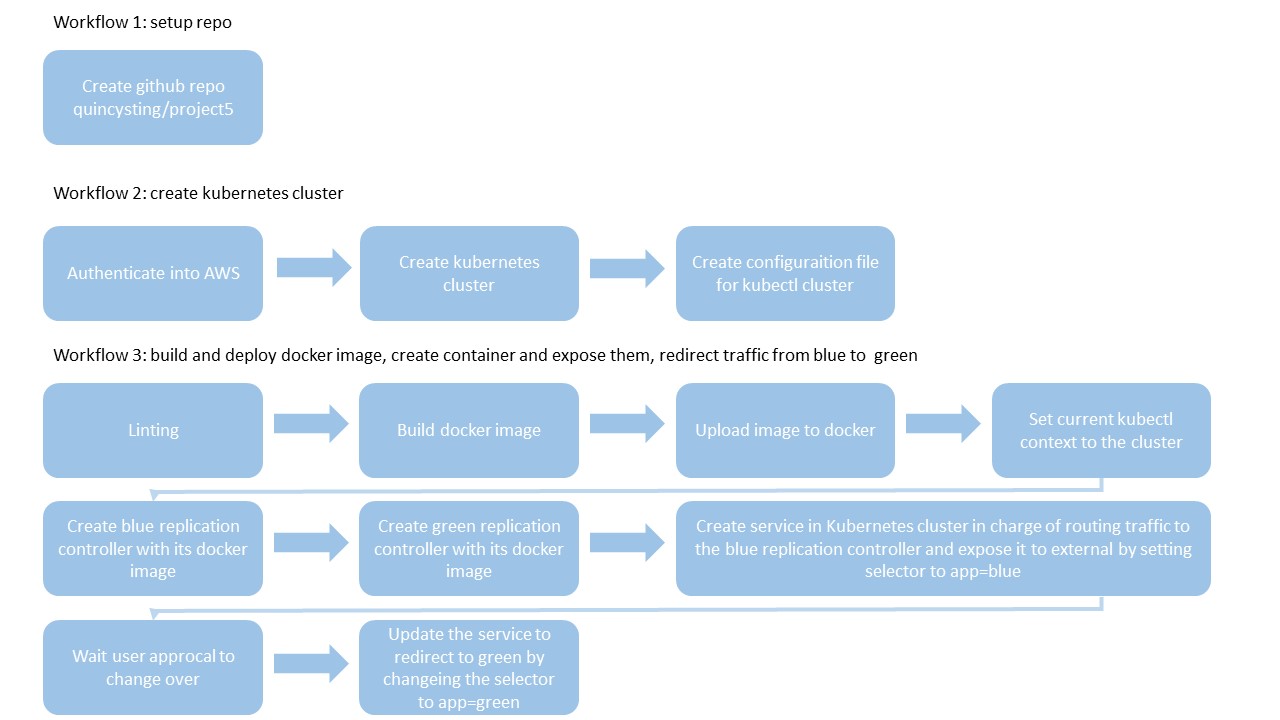 Workflow 1: setup repo
Create github repo
quincysting/project5
Workflow 2: create kubernetes cluster
Authenticate into AWS
Create kubernetes
cluster
Create configuraition file
for kubectl cluster
Workflow 3: build and deploy docker image, create container and expose them, redirect traffic from blue to green
Linting
Build docker image
Upload image to docker
Set current kubectl
context to the cluster
Create blue replication
controller with its docker
image
Create green replication
controller with its docker
image
Create service in Kubernetes cluster in charge of routing traffic to
the blue replication controller and expose it to external by setting
selector to app=blue
Wait user approcal to
change over
Update the service to
redirect to green by
changeing the selector
to app=green